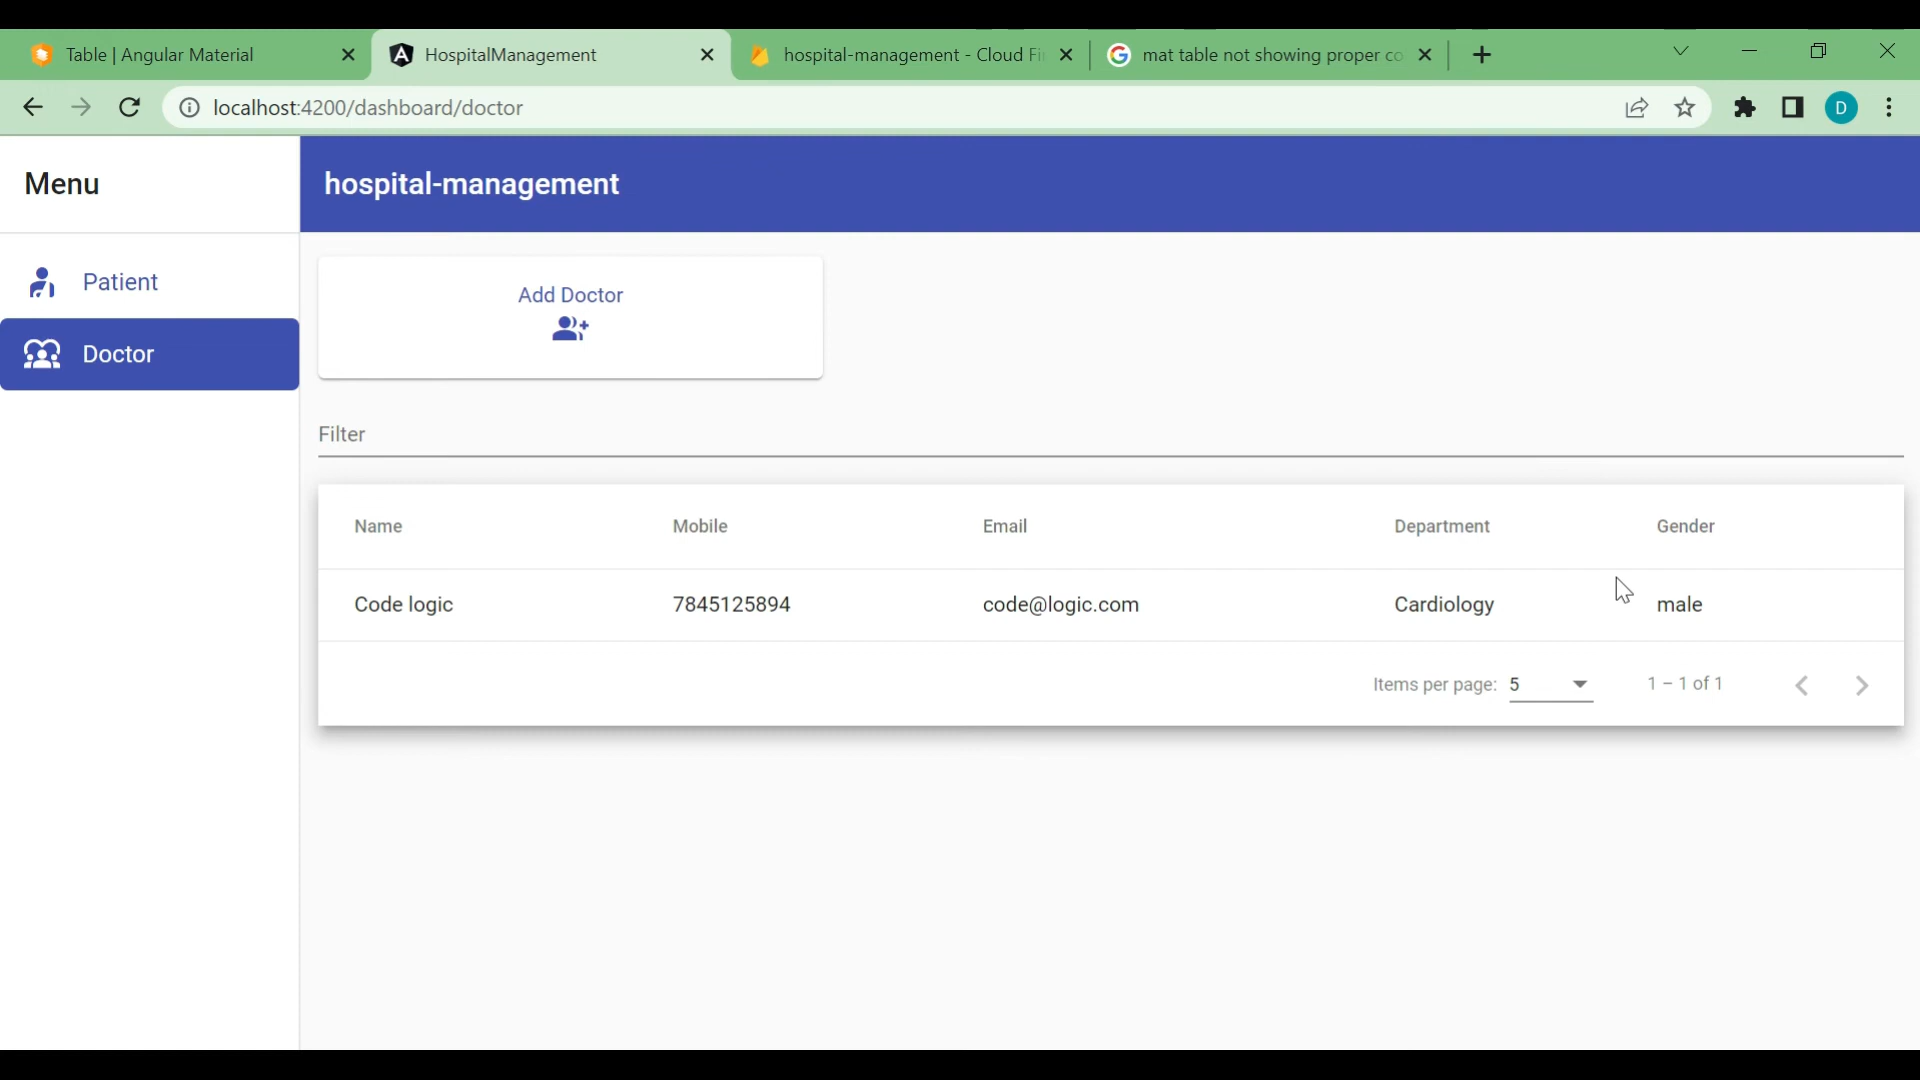 Table | Angular Material
HospitalManagement
hospital-management - Cloud Fi
mat table not showing proper co
localhost:4200/dashboard/doctor
D
Menu
hospital-management
Patient
Doctor
Add Doctor
Filter
Name Mobile Email Department Gender
Code logic 7845125894 code@logic.com Cardiology male
Items per page: 5 1 – 1 of 1